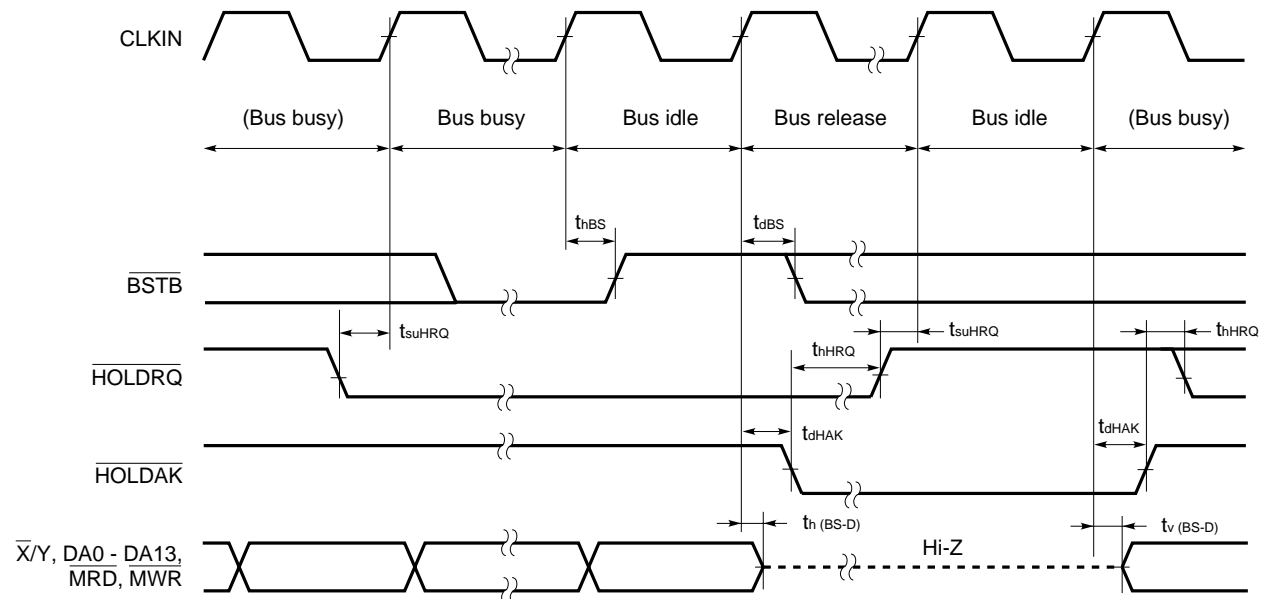 CLKIN
(Bus busy) Bus busy Bus idle Bus release Bus idle (Bus busy)
thBS tdBS
BSTB
tsuHRQ tsuHRQ thHRQ
thHRQ
HOLDRQ
tdHAK tdHAK
HOLDAK
th (BS-D) tv (BS-D)
Hi-Z
X/Y, DA0 - DA13,
MRD, MWR